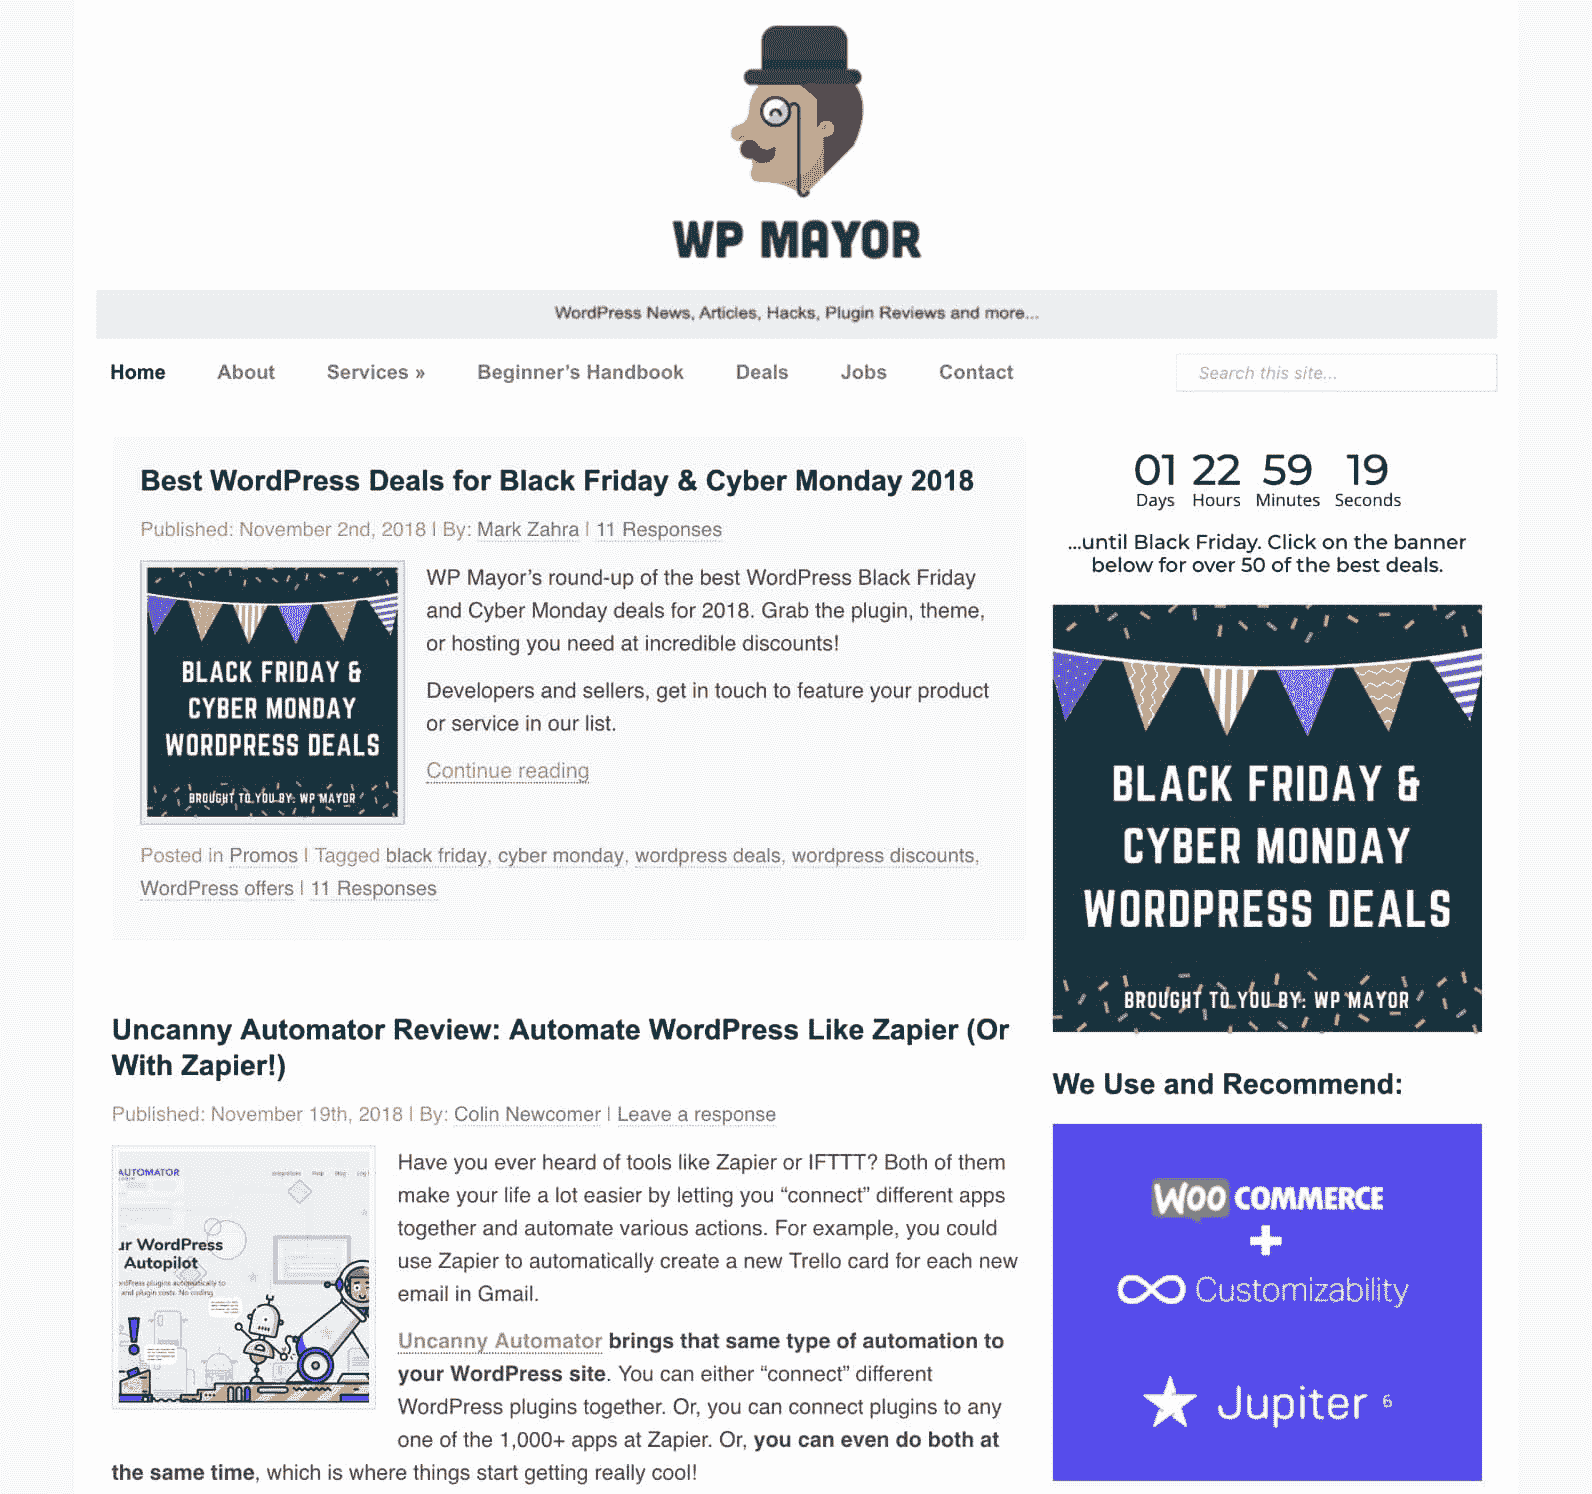 WP MAYOR
WordPress News, Articles, Hacks, Plugin Reviews and more...
Home About Services » Beginner's Handbook Deals Jobs Contact
Search this site...
Best WordPress Deals for Black Friday & Cyber Monday 2018
Published: November 2nd, 2018 | By: Mark Zahra | 11 Responses
BLACK FRIDAY &
CYBER MONDAY
WORDPRESS DEALS
BROUGHT TO YOU BY: WP MAYOR
WP Mayor's round-up of the best WordPress Black Friday
and Cyber Monday deals for 2018. Grab the plugin, theme,
or hosting you need at incredible discounts!
Developers and sellers, get in touch to feature your product
or service in our list.
Continue reading
Posted in Promos | Tagged black friday, cyber monday, wordpress deals, wordpress discounts,
WordPress offers | 11 Responses
Uncanny Automator Review: Automate WordPress Like Zapier (Or
With Zapier!)
Published: November 19th, 2018 | By: Colin Newcomer | Leave a response
AUTOMATOR
Help Blog Log
ur WordPress
Autopilot
plugins automatically to
and plugin costs. No coding
Have you ever heard of tools like Zapier or IFTTT? Both of them
make your life a lot easier by letting you “connect” different apps
together and automate various actions. For example, you could
use Zapier to automatically create a new Trello card for each new
email in Gmail.
Uncanny Automator brings that same type of automation to
your WordPress site. You can either “connect” different
WordPress plugins together. Or, you can connect plugins to any
one of the 1,000+ apps at Zapier. Or, you can even do both at
the same time, which is where things start getting really cool!
01 22 59 19
Days Hours Minutes Seconds
...until Black Friday. Click on the banner
below for over 50 of the best deals.
BLACK FRIDAY &
CYBER MONDAY
WORDPRESS DEALS
BROUGHT TO YOU BY: WP MAYOR
We Use and Recommend:
WOO COMMERCE
+
Customizability
Jupiter 6